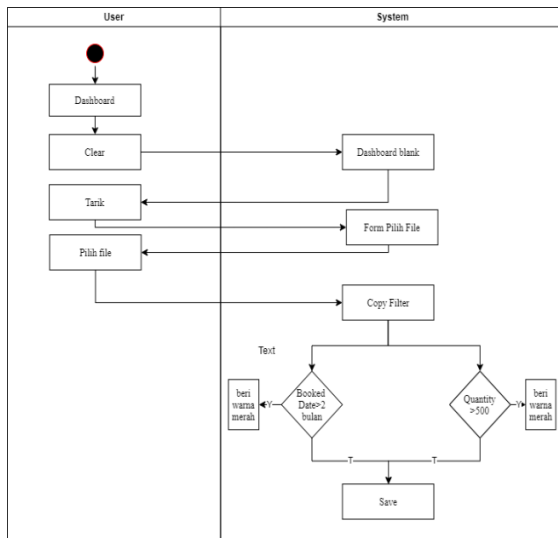 User
System
Dashboard
Clear
Dashboard blank
Tarik
Form Pilih File
Pilih file
Copy Filter
Text
beri
warna
merah
Y
Booked
Date>2
bulan
Quantity
>500
Y
beri
warna
merah
T
T
Save